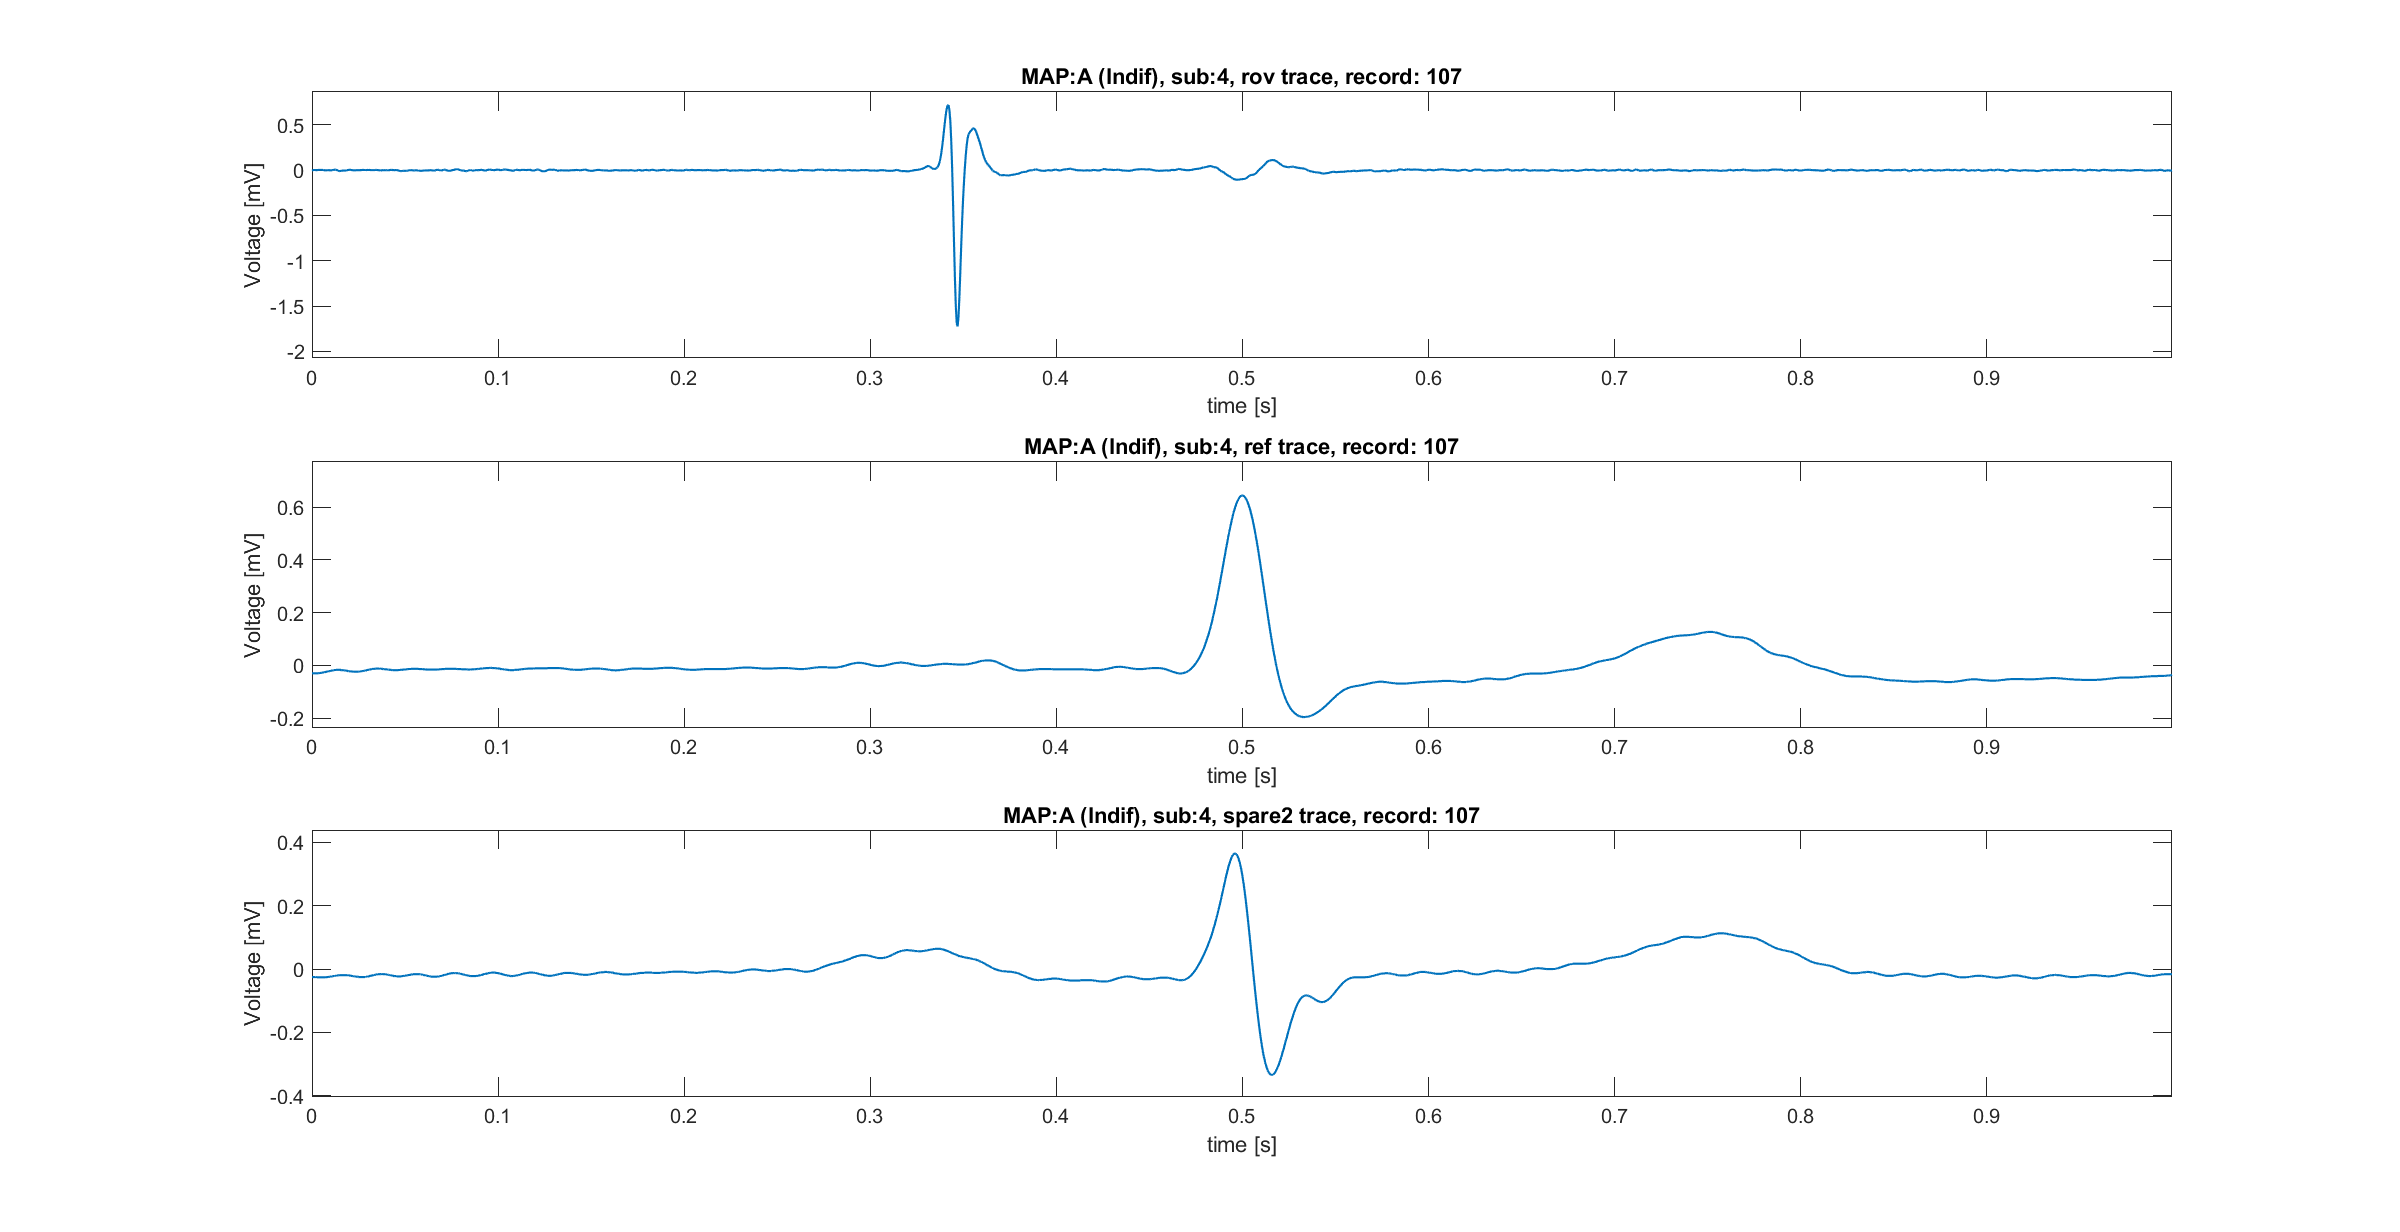 MAP:A (Indif), sub:4, rov trace, record: 107
Voltage [mV]
0.5
0
-0.5
-1
-1.5
-2
0 0.1 0.2 0.3 0.4 0.5 0.6 0.7 0.8 0.9
time [s]
MAP:A (Indif), sub:4, ref trace, record: 107
Voltage [mV]
0.6
0.4
0.2
0
-0.2
0 0.1 0.2 0.3 0.4 0.5 0.6 0.7 0.8 0.9
time [s]
MAP:A (Indif), sub:4, spare2 trace, record: 107
Voltage [mV]
0.4
0.2
0
-0.2
-0.4
0 0.1 0.2 0.3 0.4 0.5 0.6 0.7 0.8 0.9
time [s]